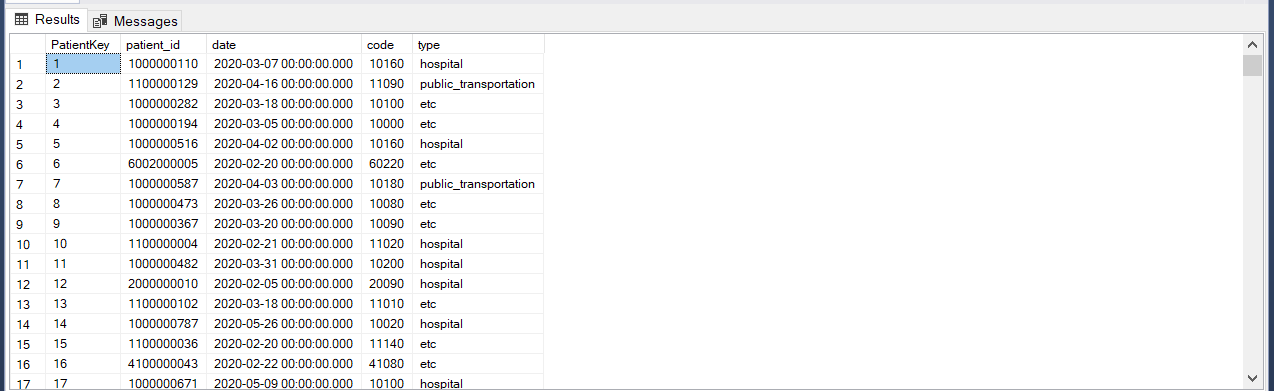 Results Messages
PatientKey patient_id date code type
1 1 1000000110 2020-03-07 00:00:00.000 10160 hospital
2 2 1100000129 2020-04-16 00:00:00.000 11090 public_transportation
3 3 1000000282 2020-03-18 00:00:00.000 10100 etc
4 4 1000000194 2020-03-05 00:00:00.000 10000 etc
5 5 1000000516 2020-04-02 00:00:00.000 10160 hospital
6 6 6002000005 2020-02-20 00:00:00.000 60220 etc
7 7 1000000587 2020-04-03 00:00:00.000 10180 public_transportation
8 8 1000000473 2020-03-26 00:00:00.000 10080 etc
9 9 1000000367 2020-03-20 00:00:00.000 10090 etc
10 10 1100000004 2020-02-21 00:00:00.000 11020 hospital
11 11 1000000482 2020-03-31 00:00:00.000 10200 hospital
12 12 2000000010 2020-02-05 00:00:00.000 20090 hospital
13 13 1100000102 2020-03-18 00:00:00.000 11010 etc
14 14 1000000787 2020-05-26 00:00:00.000 10020 hospital
15 15 1100000036 2020-02-20 00:00:00.000 11140 etc
16 16 4100000043 2020-02-22 00:00:00.000 41080 etc
17 17 1000000671 2020-05-09 00:00:00.000 10100 hospital